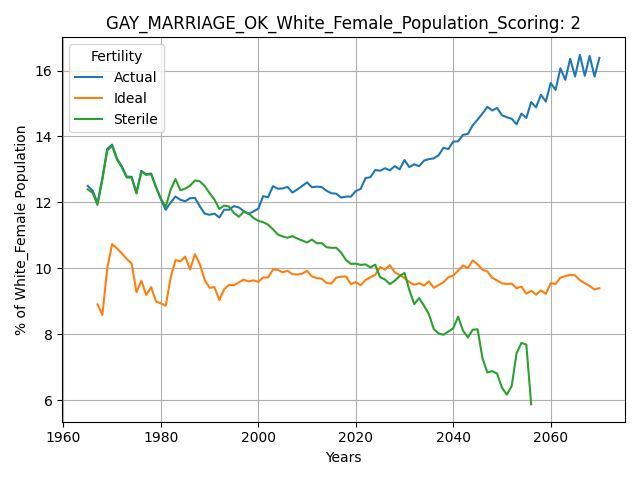 GAY_MARRIAGE_OK_White_Female_Population_Scoring: 2
Fertility
Actual
Ideal
Sterile
% of White_Female Population
16
14
12
10
8
6
1960 1980 2000 2020 2040 2060
Years